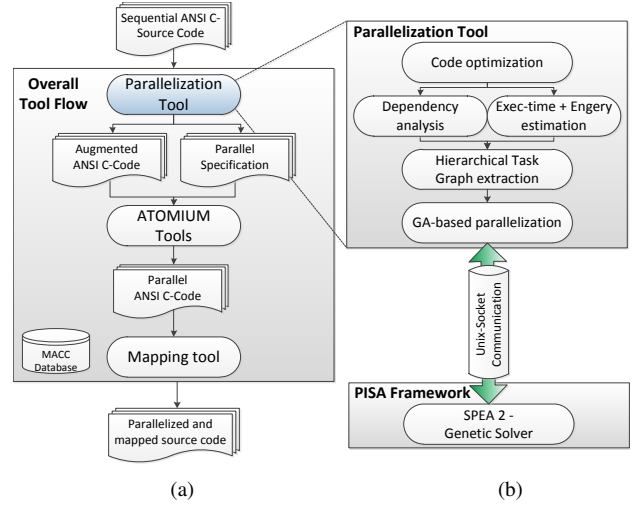 Sequential ANSI C-
Source Code
Overall
Tool Flow
Parallelization
Tool
Augmented
ANSI C-Code
Parallel
Specification
ATOMIUM
Tools
Parallel
ANSI C-Code
MACC
Database
Mapping tool
Parallelized and
mapped source code
(a)
Parallelization Tool
Code optimization
Dependency
analysis
Exec-time + Engery
estimation
Hierarchical Task
Graph extraction
GA-based parallelization
Unix-Socket
Communication
PISA Framework
SPEA 2 -
Genetic Solver
(b)